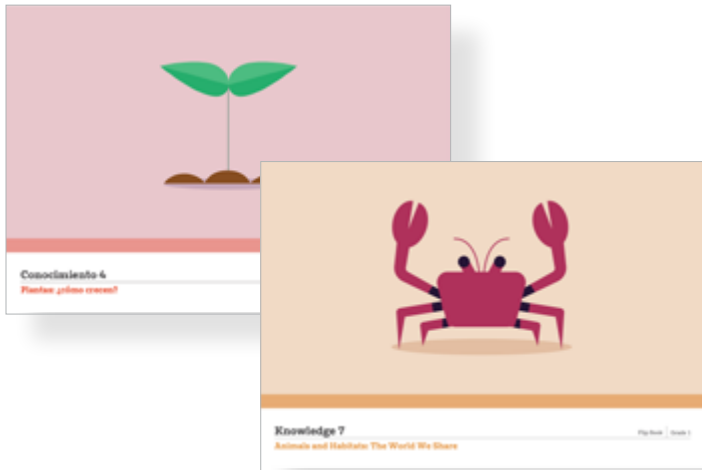 Conocimiento 4
Plantas: ¿cómo crecen?
Knowledge 7
Flip Book | Grade 1
Animals and Habitats: The World We Share